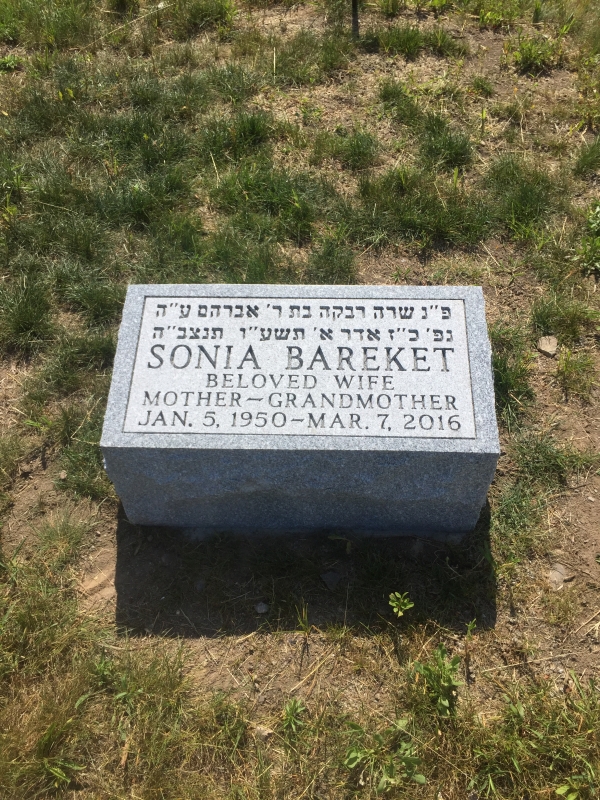 פ״נ שרה רבקה בת ר׳ אברהם ע״ה
נפ׳ כ״ז אדר א׳ תשע״ו תנצב״ה
SONIA BAREKET
BELOVED WIFE
MOTHER–GRANDMOTHER
JAN. 5, 1950–MAR. 7, 2016